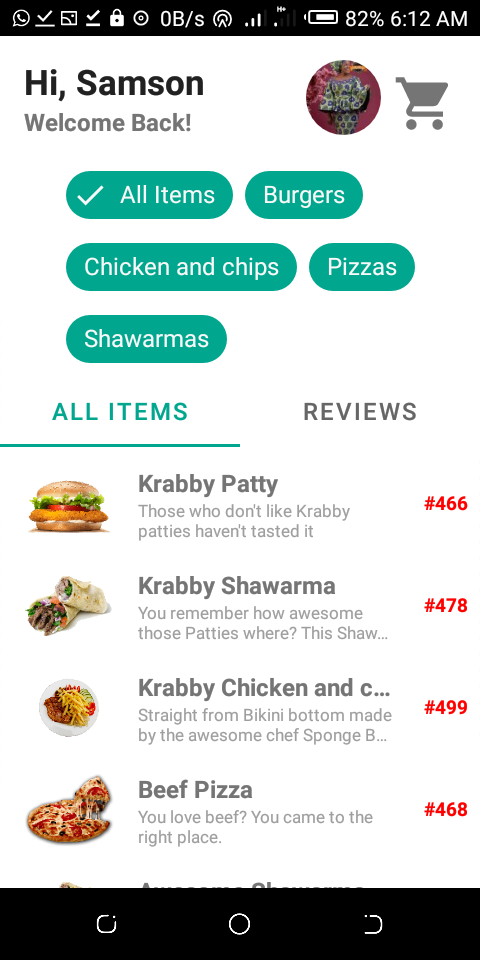 0B/s H+ 82% 6:12 AM
Hi, Samson
Welcome Back!
All Items Burgers
Chicken and chips Pizzas
Shawarmas
ALL ITEMS REVIEWS
Krabby Patty
Those who don't like Krabby
patties haven't tasted it
#466
Krabby Shawarma
You remember how awesome
those Patties where? This Shaw...
#478
Krabby Chicken and c...
Straight from Bikini bottom made
by the awesome chef Sponge B...
#499
Beef Pizza
You love beef? You came to the
right place.
#468
Awesome Shawarma